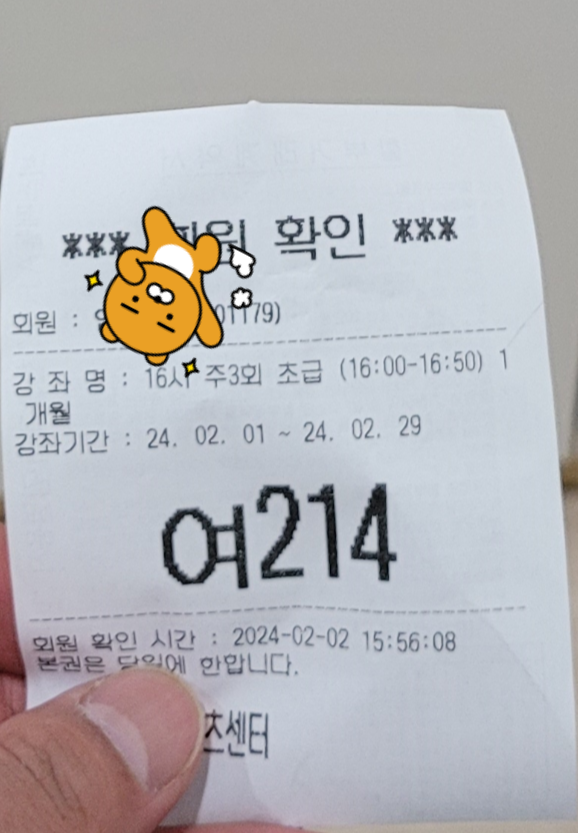 *** 회원 확인 ***
회원 : 01179)
강 좌 명 : 16시 주3회 초급 (16:00-16:50) 1
개월
강좌기간 : 24. 02. 01 ~ 24. 02. 29
여214
회원 확인 시간 : 2024-02-02 15:56:08
본권은 당일에 한합니다.
츠센터